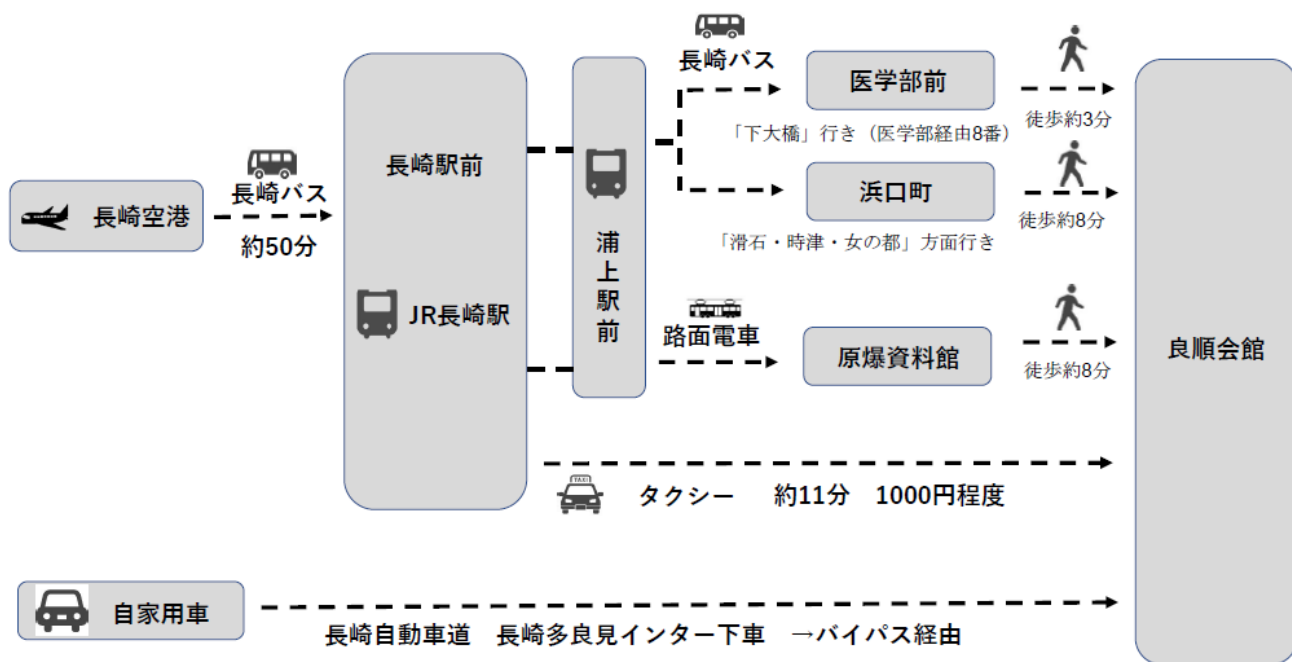 長崎空港
長崎バス
約50分
長崎駅前
JR長崎駅
浦上駅前
長崎バス
医学部前
「下大橋」行き（医学部経由8番）
徒歩約3分
浜口町
「滑石・時津・女の都」方面行き
徒歩約8分
路面電車
原爆資料館
徒歩約8分
良順会館
TAXI
タクシー　約11分　1000円程度
自家用車
長崎自動車道　長崎多良見インター下車　→バイパス経由